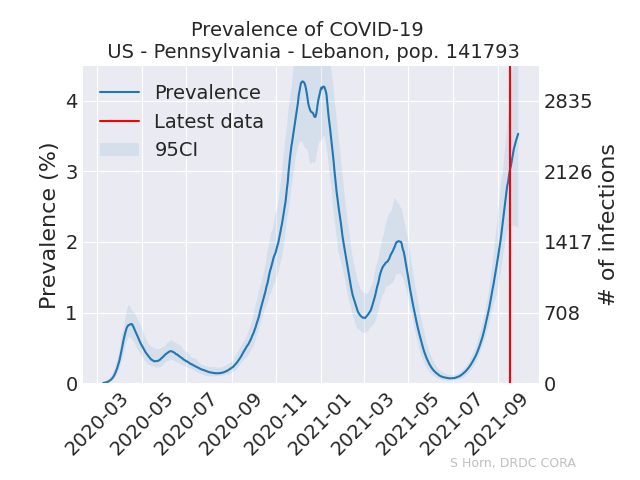 Prevalence of COVID-19
US - Pennsylvania - Lebanon, pop. 141793
Prevalence
Latest data
95CI
Prevalence (%)
4
3
2
1
0
2835
2126
1417
708
0
# of infections
2020-03
2020-05
2020-07
2020-09
2020-11
2021-01
2021-03
2021-05
2021-07
2021-09
S Horn, DRDC CORA